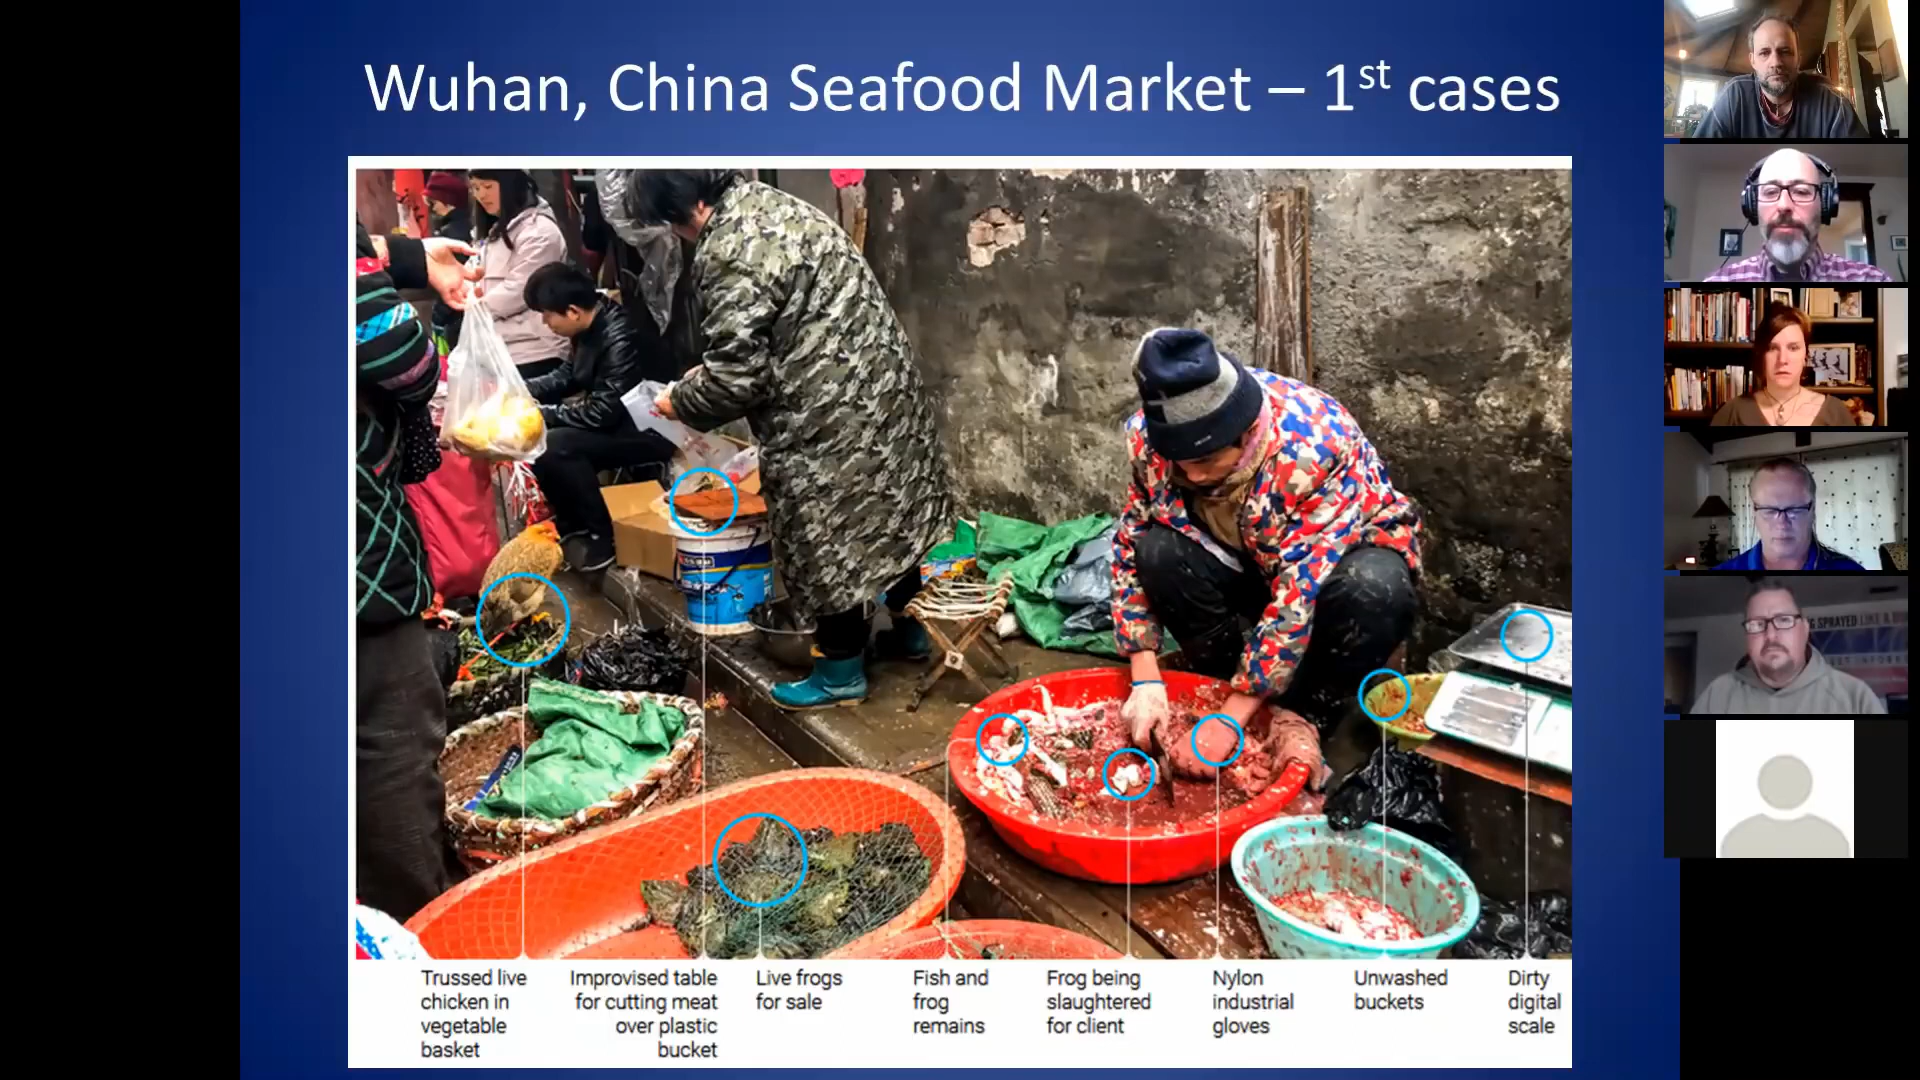 Wuhan, China Seafood Market – 1st cases
SPRAYED LIKE A
Trussed live
chicken in
vegetable
basket
Improvised table
for cutting meat
over plastic
bucket
Live frogs
for sale
Fish and
frog
remains
Frog being
slaughtered
for client
Nylon
industrial
gloves
Unwashed
buckets
Dirty
digital
scale